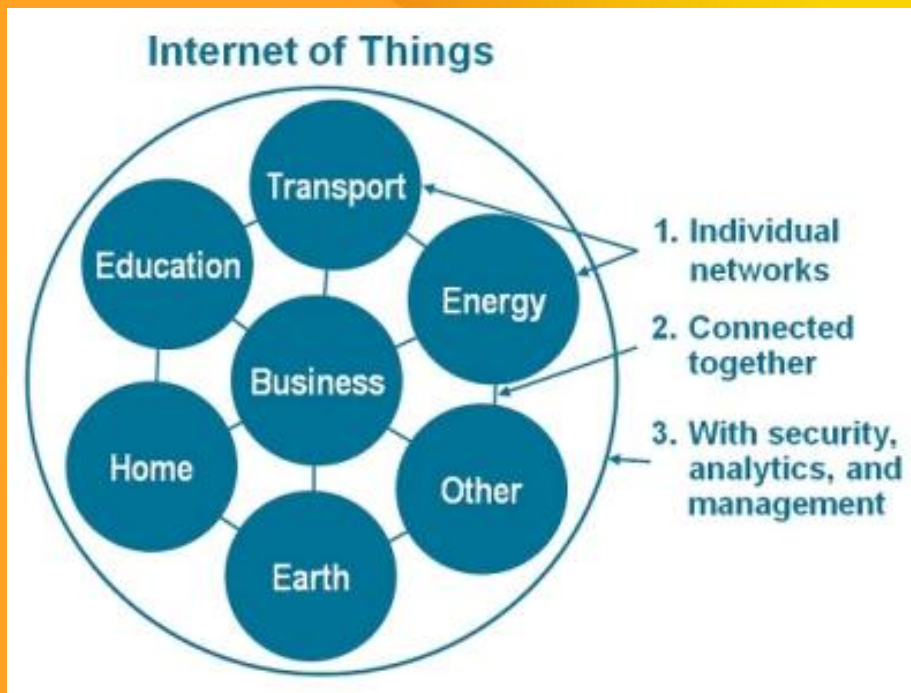 Internet of Things
Transport
Education
Energy
Business
Home
Other
Earth
1. Individual
networks
2. Connected
together
3. With security,
analytics, and
management